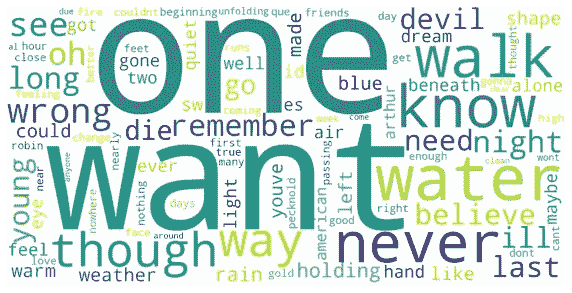 due fire couldnt beginning unfolding que friends day
see got oh one made devil shape
al hour close quiet runs walk dream get thought
long gone two feet better well go id blue beneath gonna clear alone
wrong feeling sw coming es know high
could die remember air arthur need night
robin change nearly want first true many week passing enough clean wont
young eye near anyone ever nothing light youve pecknold american left water believe maybe
nowhere days though way good right dont cant
feel love face around rain gold holding hand never ill
warm weather like last